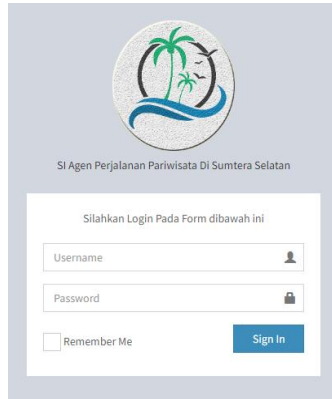 SI Agen Perjalanan Pariwisata Di Sumtera Selatan
Silahkan Login Pada Form dibawah ini
Username
Password
Remember Me
Sign In